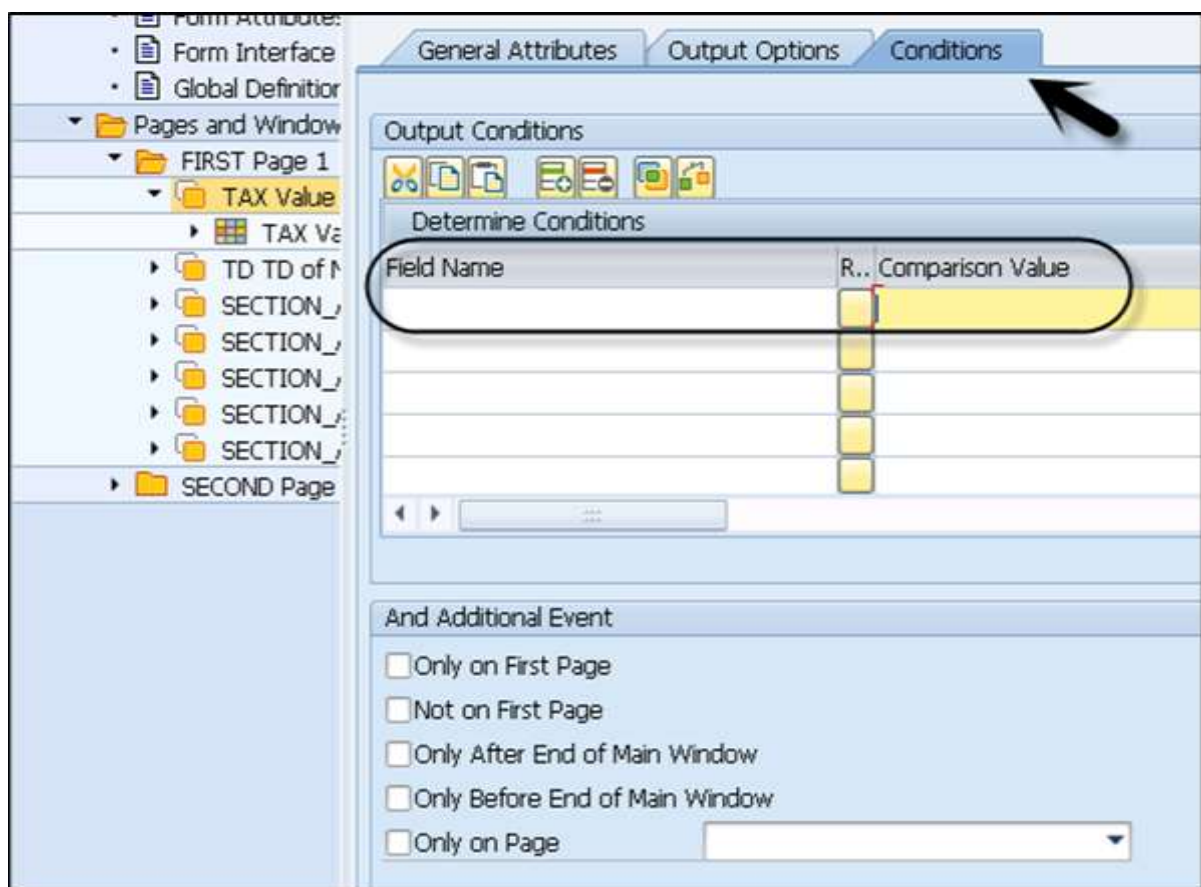 Form Attributes
Form Interface
Global Definition
Pages and Window
FIRST Page 1
TAX Value
TAX Va
TD TD of
SECTION_
SECTION_
SECTION_
SECTION_
SECTION_
SECOND Page
General Attributes
Output Options
Conditions
Output Conditions
Determine Conditions
Field Name
R..
Comparison Value
And Additional Event
Only on First Page
Not on First Page
Only After End of Main Window
Only Before End of Main Window
Only on Page